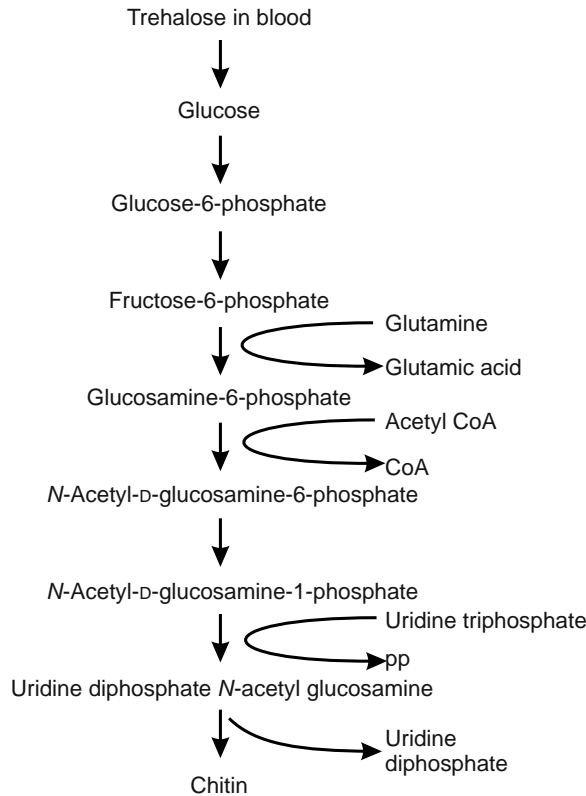 Trehalose in blood
Glucose
Glucose-6-phosphate
Fructose-6-phosphate
Glutamine
Glutamic acid
Glucosamine-6-phosphate
Acetyl CoA
CoA
N-Acetyl-D-glucosamine-6-phosphate
N-Acetyl-D-glucosamine-1-phosphate
Uridine triphosphate
pp
Uridine diphosphate N-acetyl glucosamine
Uridine
diphosphate
Chitin